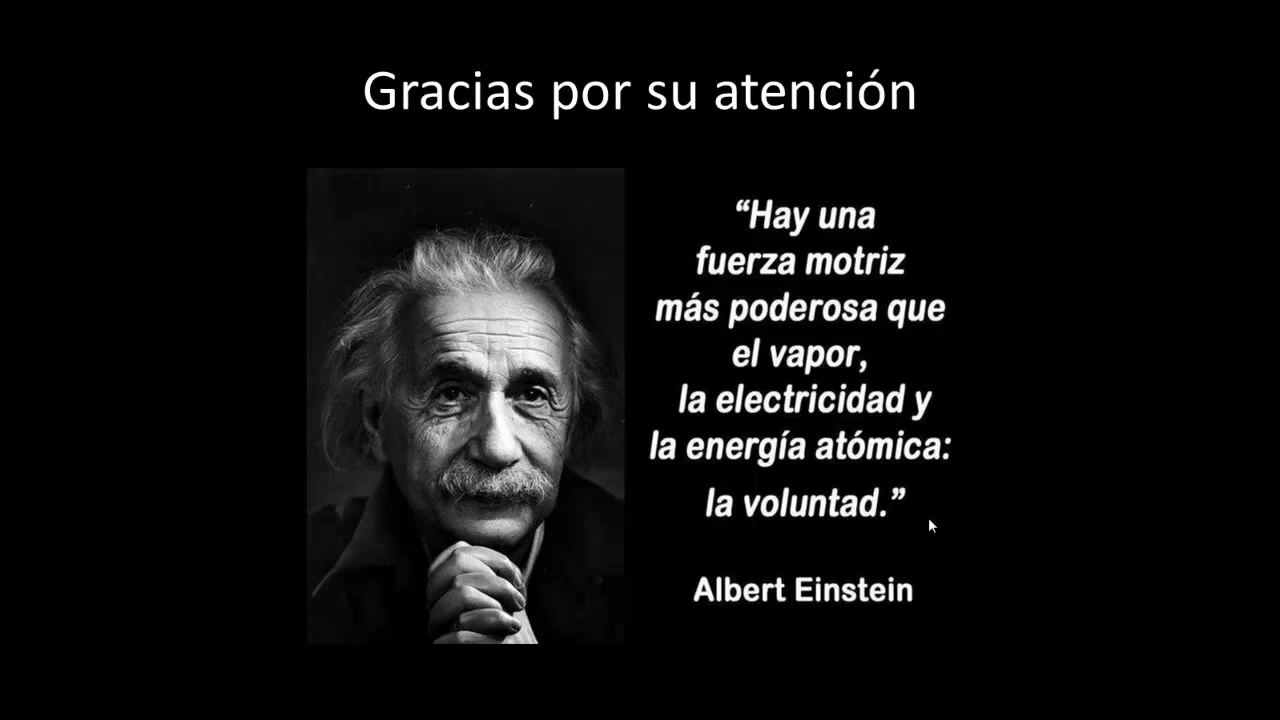 Gracias por su atención
“Hay una
fuerza motriz
más poderosa que
el vapor,
la electricidad y
la energía atómica:
la voluntad.”
Albert Einstein